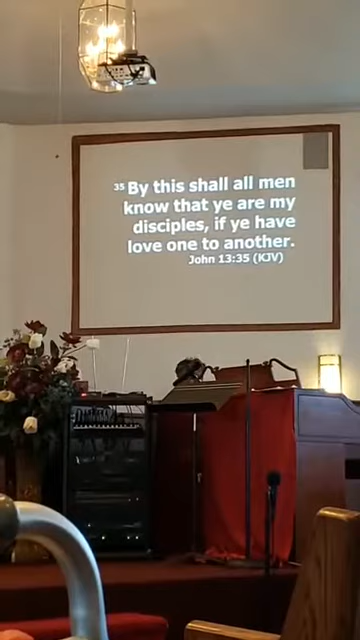 35 By this shall all men
know that ye are my
disciples, if ye have
love one to another.
John 13:35 (KJV)